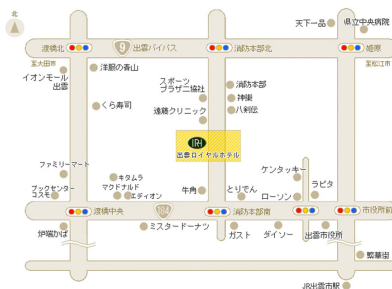 北
天下一品
県立中央病院
渡橋北
9
出雲バイパス
消防本部北
姫原
至大田市
至松江市
イオンモール
出雲
洋服の青山
スポーツ
プラザ二協社
消防本部
神楽
くら寿司
遠藤クリニック
八剣伝
RH
出雲ロイヤルホテル
ファミリーマート
キタムラ
ケンタッキー
ブックセンター
コスモ
マクドナルド
エディオン
牛角
とりでん
ラピタ
ローソン
渡橋中央
184
消防本部南
市役所前
炉端かば
ミスタードーナツ
ガスト
ダイソー
出雲市役所
繁華街
JR出雲市駅